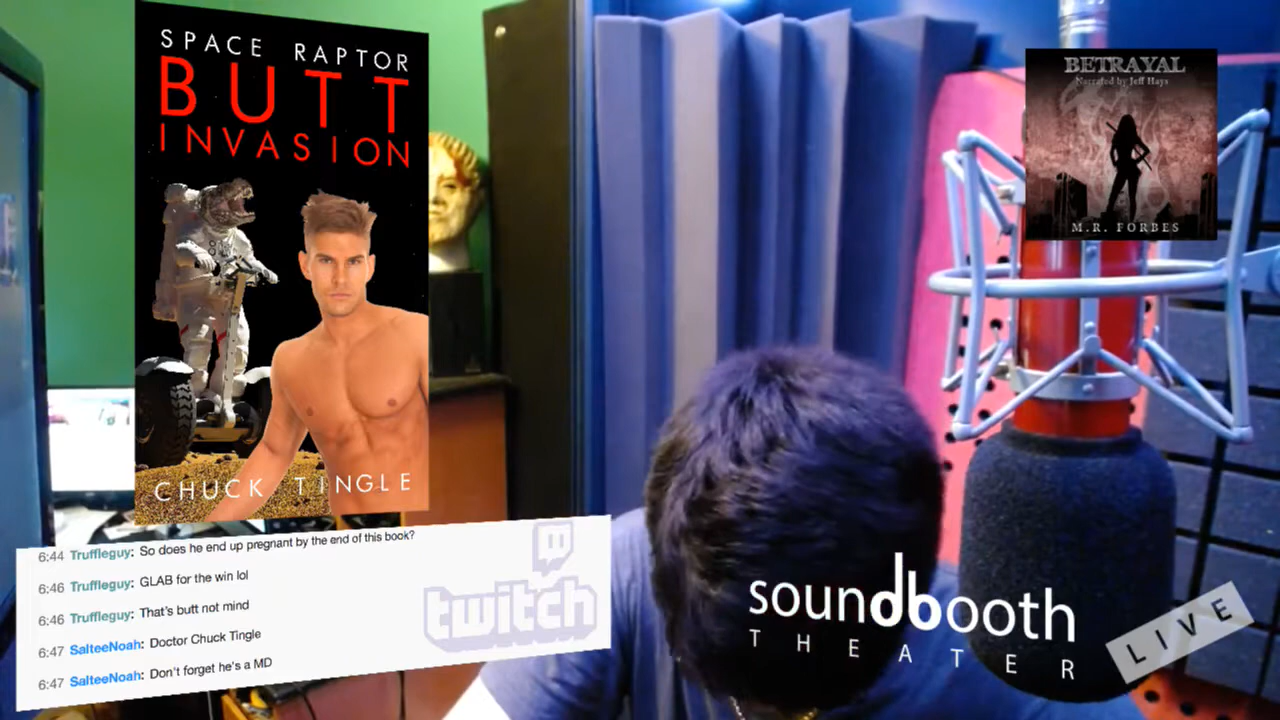 SPACE RAPTOR
BUTT
INVASION
CHUCK TINGLE
BETRAYAL
Narrated by Jeff Hays
M.R. FORBES
6:44 Truffleguy: So does he end up pregnant by the end of this book?
6:46 Truffleguy: GLAB for the win lol
6:46 Truffleguy: That's butt not mind
6:47 SalteeNoah: Doctor Chuck Tingle
6:47 SalteeNoah: Don't forget he's a MD
twitch
soundbooth
THEATER
LIVE